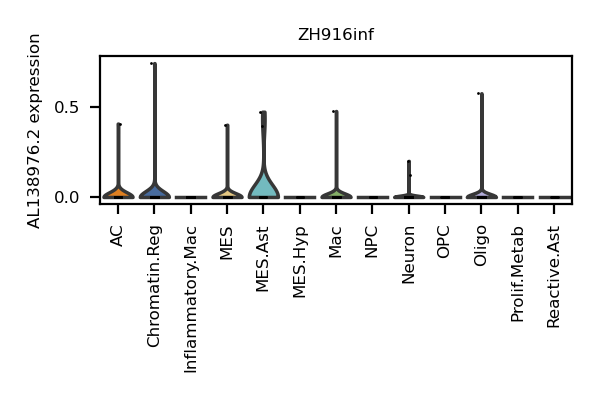 ZH916inf
AL138976.2 expression
0.5
0.0
AC
Chromatin.Reg
Inflammatory.Mac
MES
MES.Ast
MES.Hyp
Mac
NPC
Neuron
OPC
Oligo
Prolif.Metab
Reactive.Ast